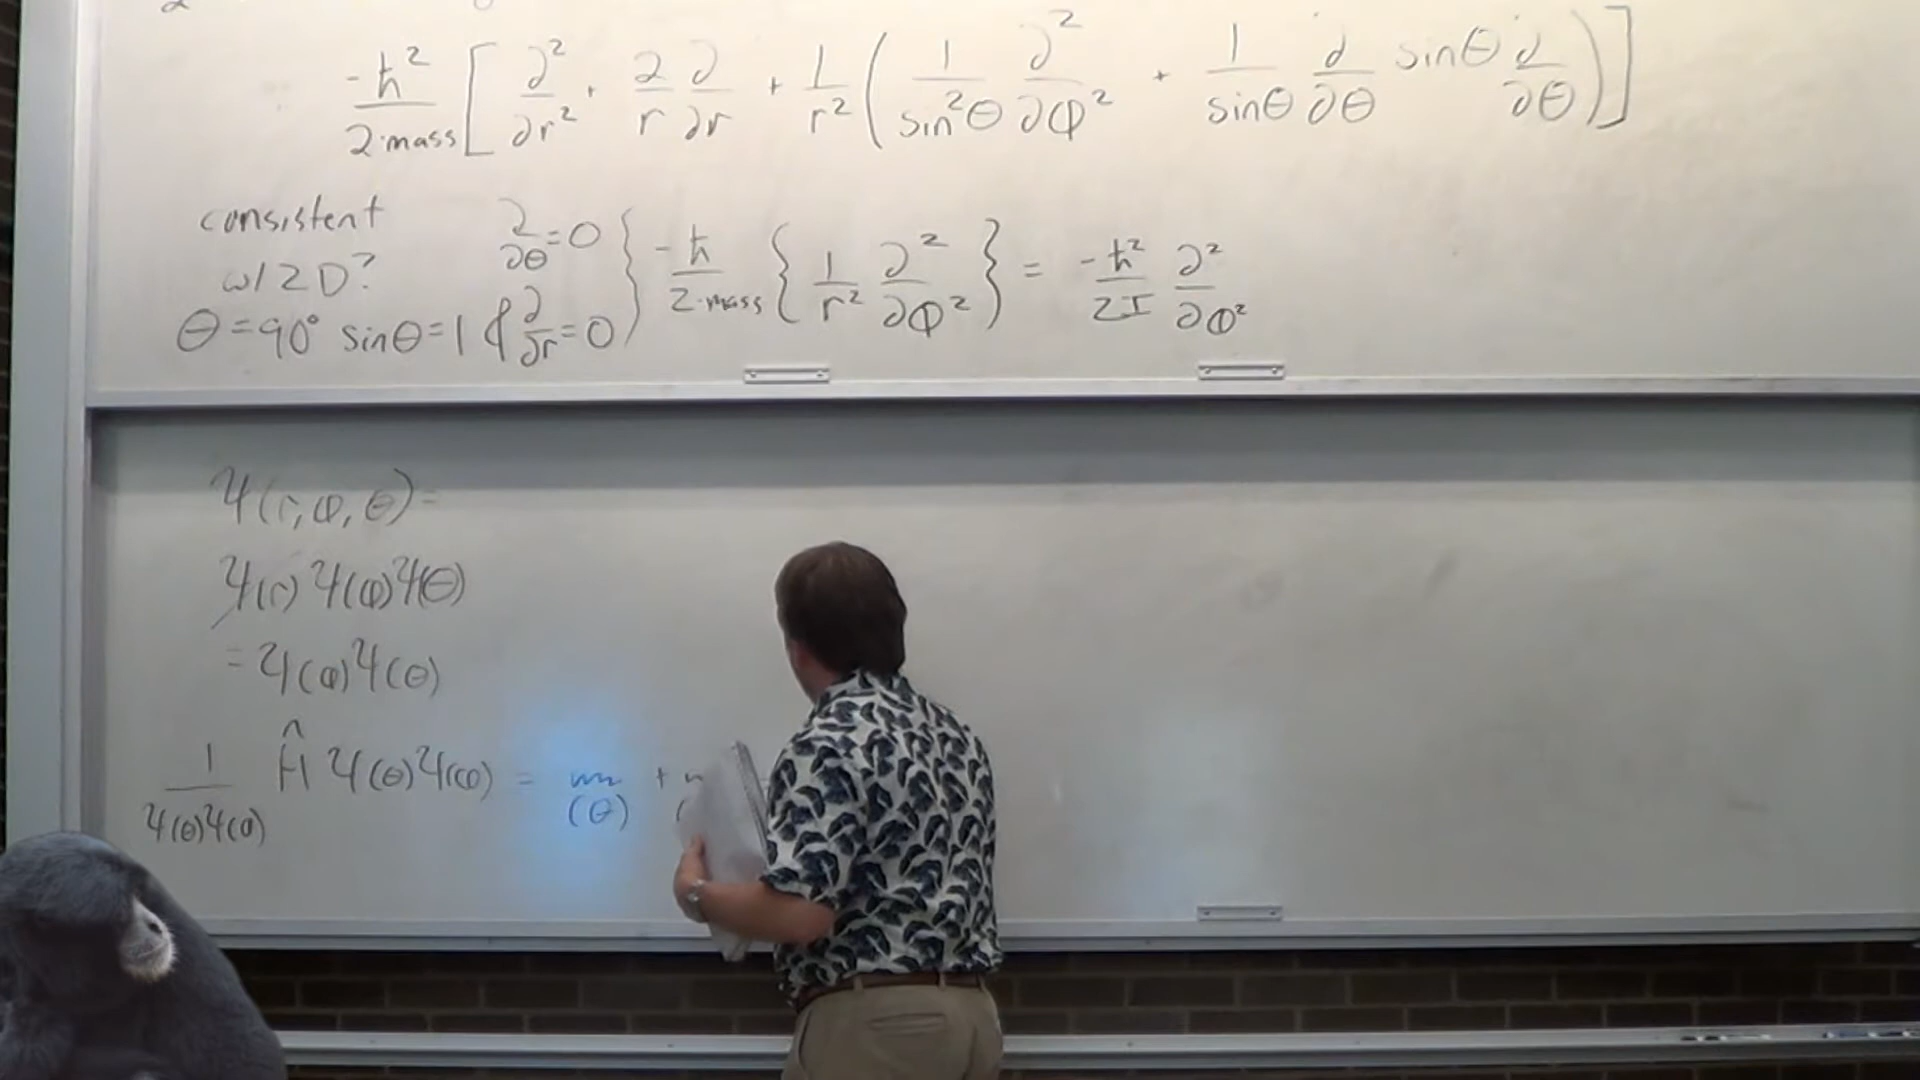 -ħ²/2·mass [ ∂²/∂r² + 2/r ∂/∂r + 1/r² ( 1/sin²θ ∂²/∂φ² + 1/sinθ ∂/∂θ sinθ ∂/∂θ ) ]
consistent w/ 2D?
θ = 90° sinθ = 1 & ∂/∂θ = 0 ∂/∂r = 0 } -ħ/2·mass { 1/r² ∂²/∂φ² } = -ħ²/2I ∂²/∂φ²
Ψ(r, φ, θ) =
Ψ(r) Ψ(φ) Ψ(θ)
= Ψ(φ) Ψ(θ)
1/Ψ(θ)Ψ(φ) Ĥ Ψ(θ) Ψ(φ) = (θ) +